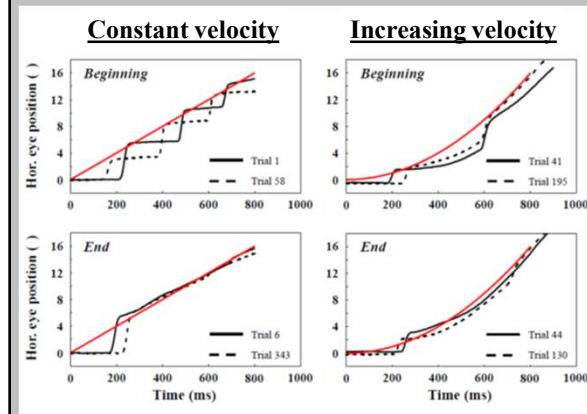 Constant velocity
Increasing velocity
Hor. eye position ( )
16
12
8
4
0
Beginning
Trial 1
Trial 58
0 200 400 600 800 1000
16
12
8
4
0
Beginning
Trial 41
Trial 195
0 200 400 600 800 1000
Hor. eye position ( )
16
12
8
4
0
End
Trial 6
Trial 343
0 200 400 600 800 1000
Time (ms)
16
12
8
4
0
End
Trial 44
Trial 130
0 200 400 600 800 1000
Time (ms)